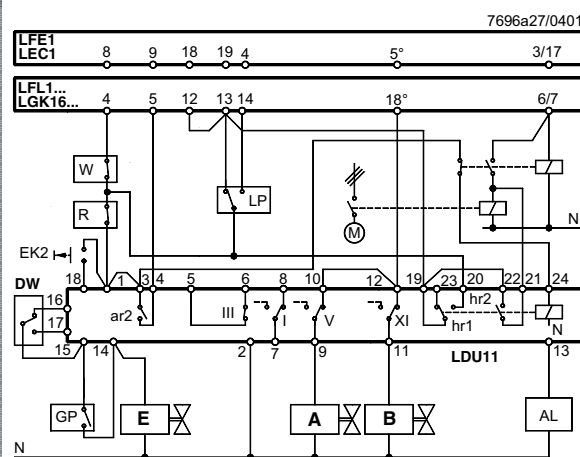 7696a27/0401
LFE1
LEC1
8 9 18 19 4 5° 3/17
LFL1...
LGK16...
4 5 12 13 14 18° 6/7
W
R
LP
M
N
EK2
18 1 3 4 5 6 8 10 12 19 23 20 22 21 24
DW
16
17
ar2
III
I
V
XI
hr1
hr2
N
15 14 2 7 9 11 LDU11 13
GP
E
A
B
AL
N